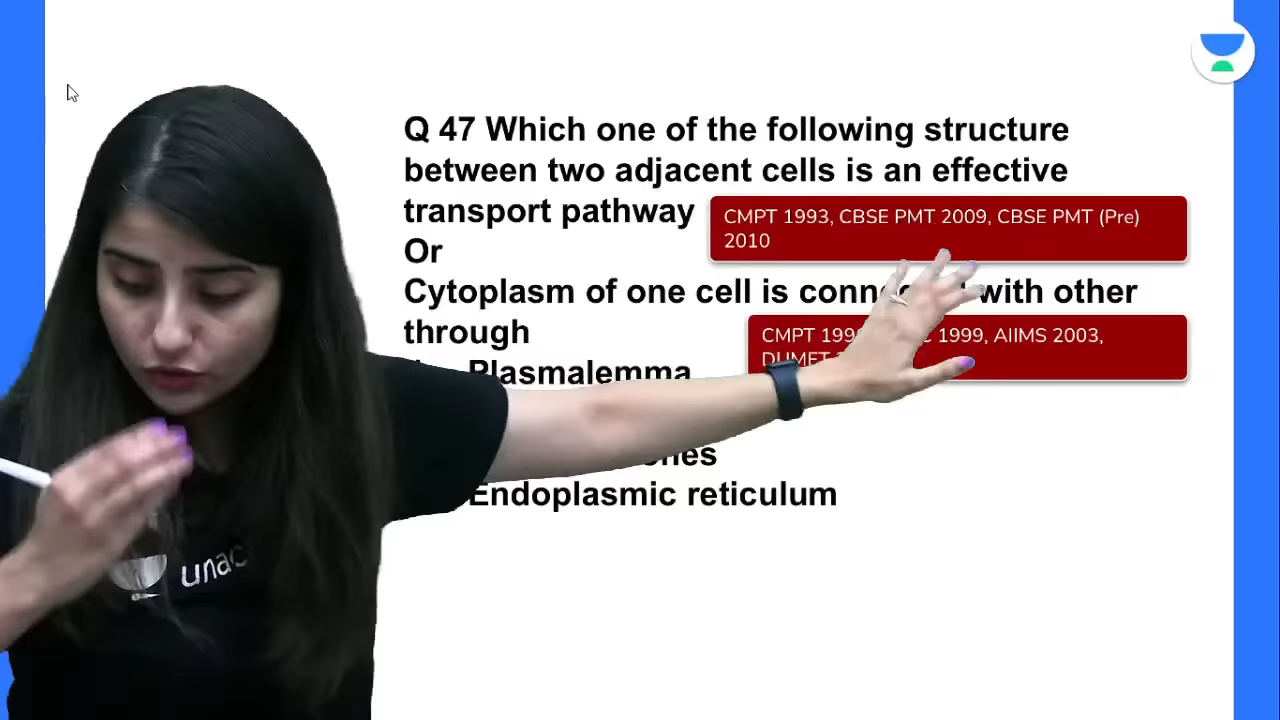 Q 47 Which one of the following structure
between two adjacent cells is an effective
transport pathway
CMPT 1993, CBSE PMT 2009, CBSE PMT (Pre)
2010
Or
Cytoplasm of one cell is with other
through
CMPT 1999, AIIMS 2003,
Plasmalemma
Endoplasmic reticulum
unac